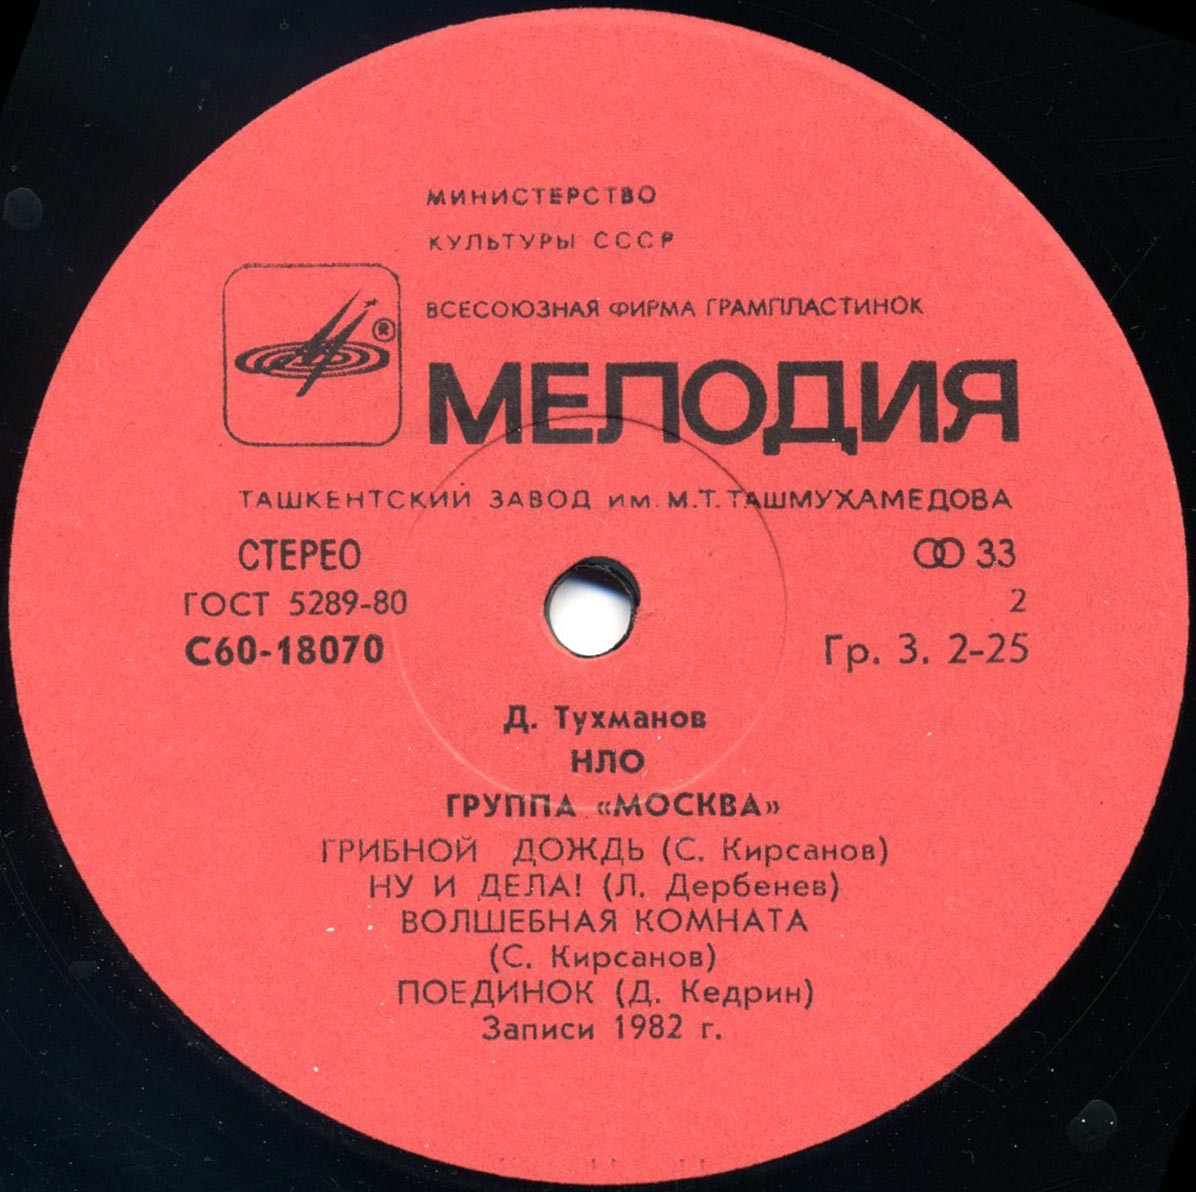 МИНИСТЕРСТВО
КУЛЬТУРЫ СССР
ВСЕСОЮЗНАЯ ФИРМА ГРАМПЛАСТИНОК
®
МЕЛОДИЯ
ТАШКЕНТСКИЙ ЗАВОД им. М.Т. ТАШМУХАМЕДОВА
СТЕРЕО 33
ГОСТ 5289-80 2
С60-18070 Гр. 3. 2-25
Д. Тухманов
НЛО
ГРУППА «МОСКВА»
ГРИБНОЙ ДОЖДЬ (С. Кирсанов)
НУ И ДЕЛА! (Л. Дербенев)
ВОЛШЕБНАЯ КОМНАТА
(С. Кирсанов)
ПОЕДИНОК (Д. Кедрин)
Записи 1982 г.